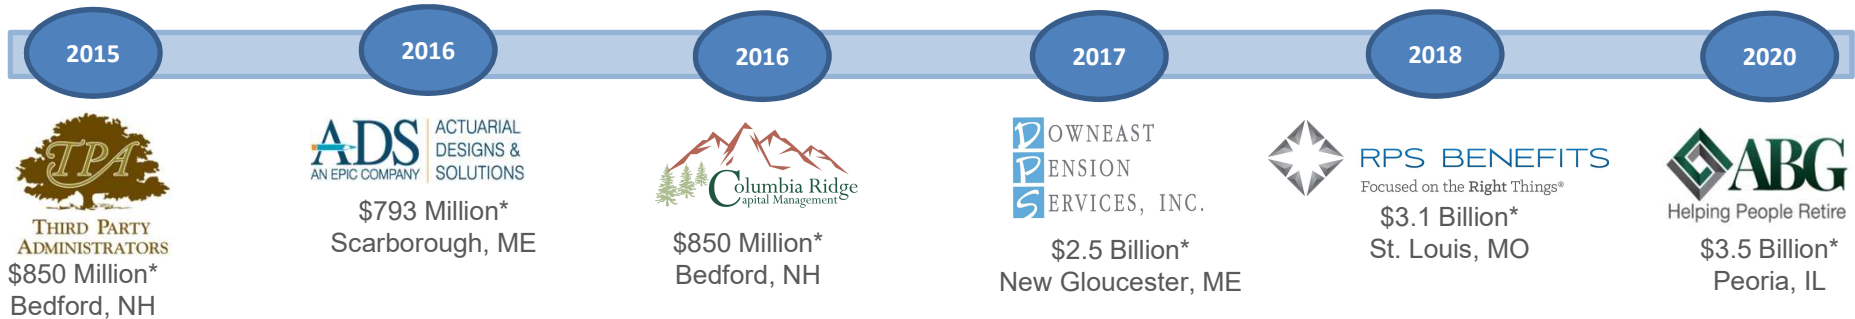 2015
2016
2016
2017
2018
2020
TPA
THIRD PARTY
ADMINISTRATORS
$850 Million*
Bedford, NH
ADS
AN EPIC COMPANY
ACTUARIAL
DESIGNS &
SOLUTIONS
$793 Million*
Scarborough, ME
Columbia Ridge
Capital Management
$850 Million*
Bedford, NH
DOWNEAST
PENSION
SERVICES, INC.
$2.5 Billion*
New Gloucester, ME
RPS BENEFITS
Focused on the Right Things®
$3.1 Billion*
St. Louis, MO
ABG
Helping People Retire
$3.5 Billion*
Peoria, IL